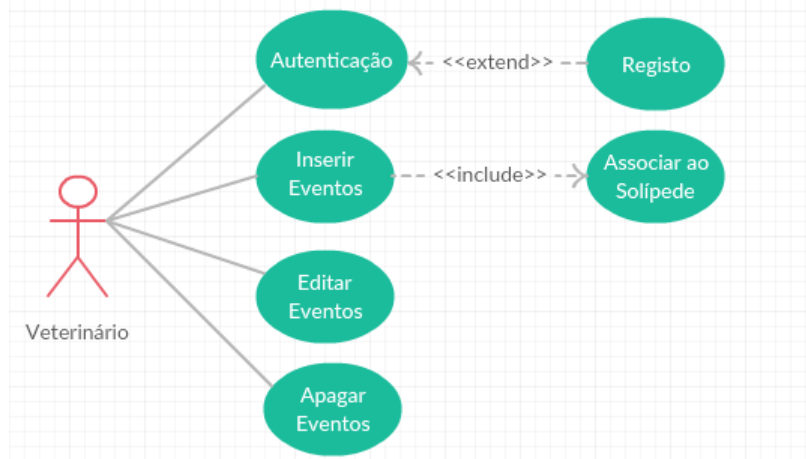 Autenticação
<<extend>>
Registo
Inserir
Eventos
<<include>>
Associar ao
Solípede
Editar
Eventos
Veterinário
Apagar
Eventos